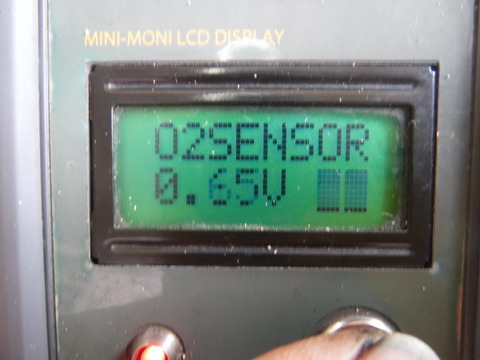 MINI-MONI LCD DISPLAY
O2SENSOR
0.65V